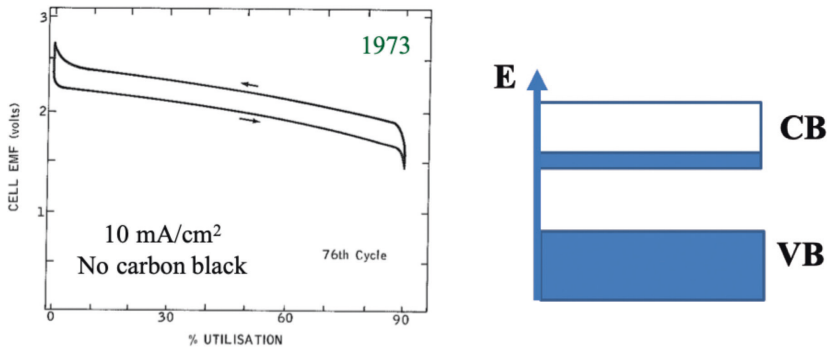 3
1973
2
CELL EMF (volts)
1
10 mA/cm²
No carbon black
76th Cycle
0
30
60
90
% UTILISATION
E
CB
VB